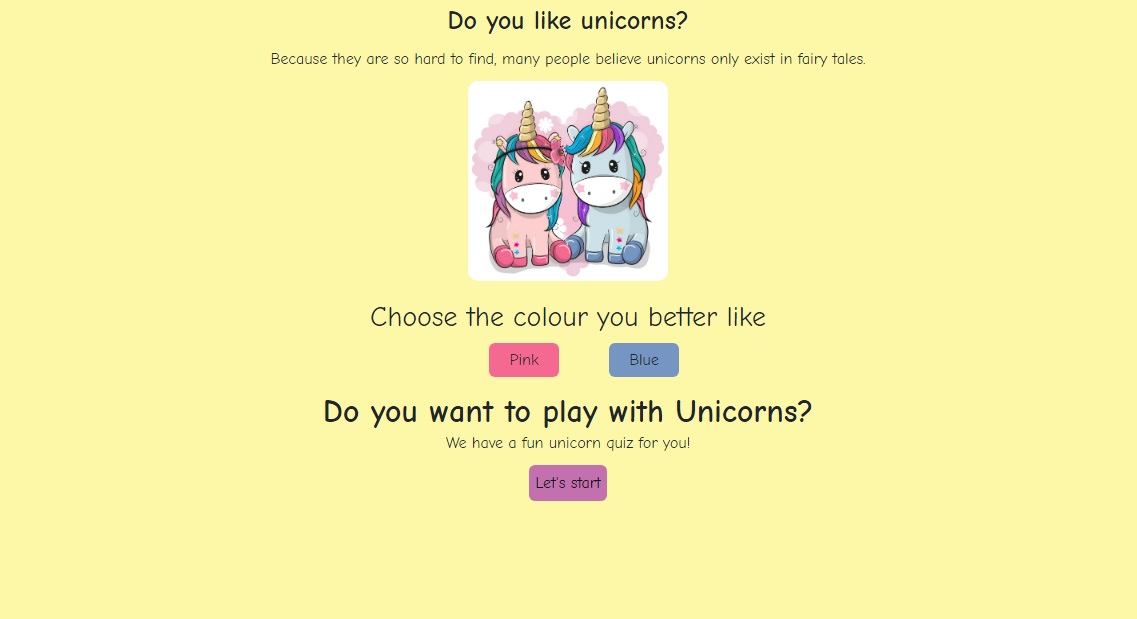 Do you like unicorns?
Because they are so hard to find, many people believe unicorns only exist in fairy tales.
Choose the colour you better like
Pink Blue
Do you want to play with Unicorns?
We have a fun unicorn quiz for you!
Let's start